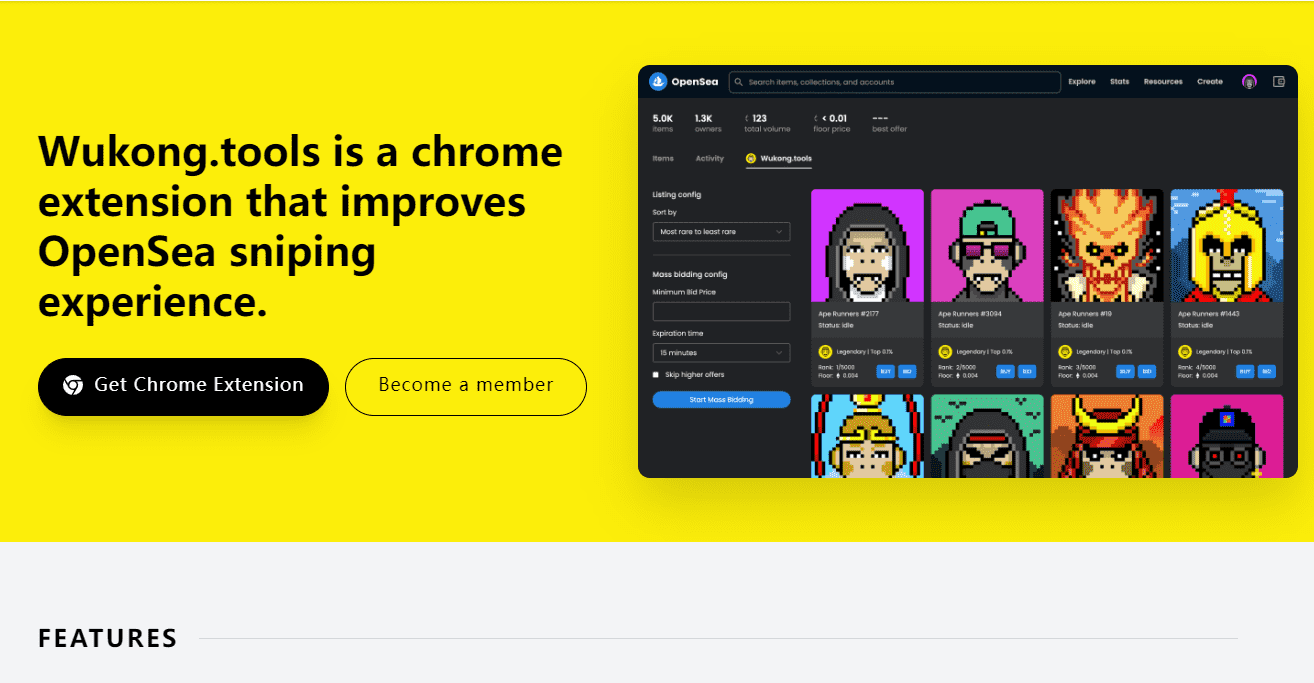 Wukong.tools is a chrome
extension that improves
OpenSea sniping
experience.
Get Chrome Extension
Become a member
OpenSea
Search items, collections, and accounts
Explore
Stats
Resources
Create
5.0K
items
1.3K
owners
123
total volume
< 0.01
floor price
---
best offer
Items
Activity
Wukong.tools
Listing config
Sort by
Most rare to least rare
Mass bidding config
Minimum Bid Price
Expiration time
15 minutes
Skip higher offers
Start Mass Bidding
Ape Runners #2177
Status: idle
Legendary | Top 0.1%
Rank: 1/5000
Floor: 0.004
BUY
BID
Ape Runners #3094
Status: idle
Legendary | Top 0.1%
Rank: 2/5000
Floor: 0.004
BUY
BID
Ape Runners #19
Status: idle
Legendary | Top 0.1%
Rank: 3/5000
Floor: 0.004
BUY
BID
Ape Runners #1443
Status: idle
Legendary | Top 0.1%
Rank: 4/5000
Floor: 0.004
BUY
BID
FEATURES